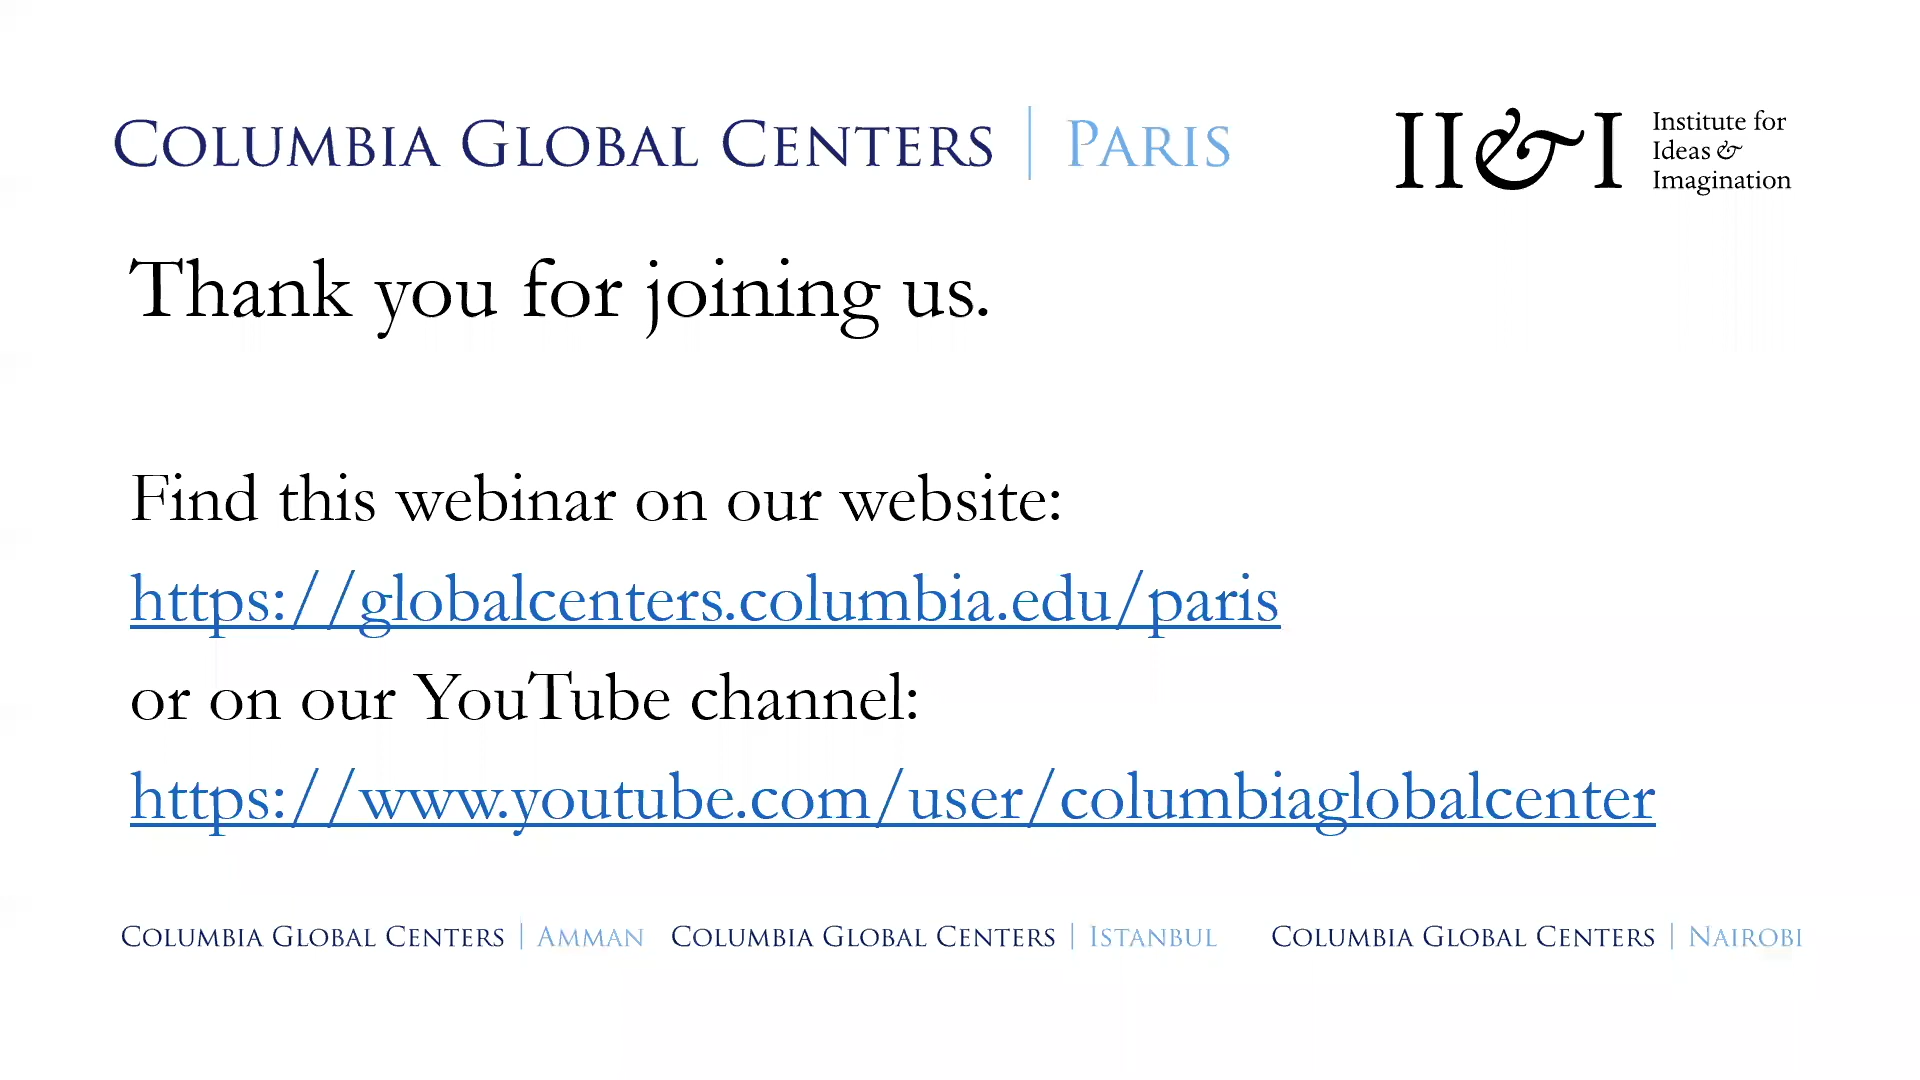 COLUMBIA GLOBAL CENTERS | PARIS
II&I Institute for
Ideas &
Imagination
Thank you for joining us.
Find this webinar on our website:
https://globalcenters.columbia.edu/paris
or on our YouTube channel:
https://www.youtube.com/user/columbiaglobalcenter
COLUMBIA GLOBAL CENTERS | AMMAN COLUMBIA GLOBAL CENTERS | ISTANBUL COLUMBIA GLOBAL CENTERS | NAIROBI